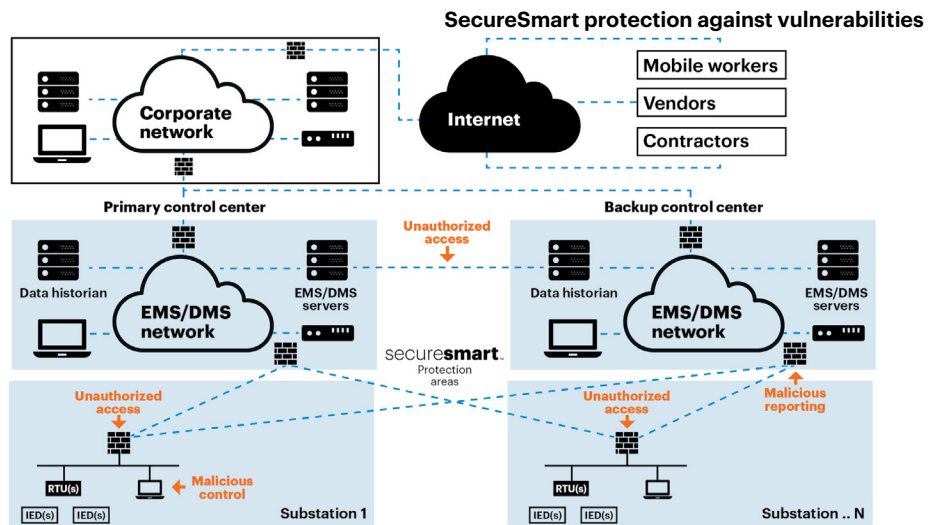 SecureSmart protection against vulnerabilities
Corporate
network
Internet
Mobile workers
Vendors
Contractors
Primary control center
Backup control center
Unauthorized
access
Data historian
EMS/DMS
servers
EMS/DMS
network
Data historian
EMS/DMS
servers
EMS/DMS
network
securesmart™
Protection
areas
Unauthorized
access
Unauthorized
access
Malicious
reporting
RTU(s)
Malicious
control
IED(s)
IED(s)
Substation 1
RTU(s)
IED(s)
IED(s)
Substation .. N